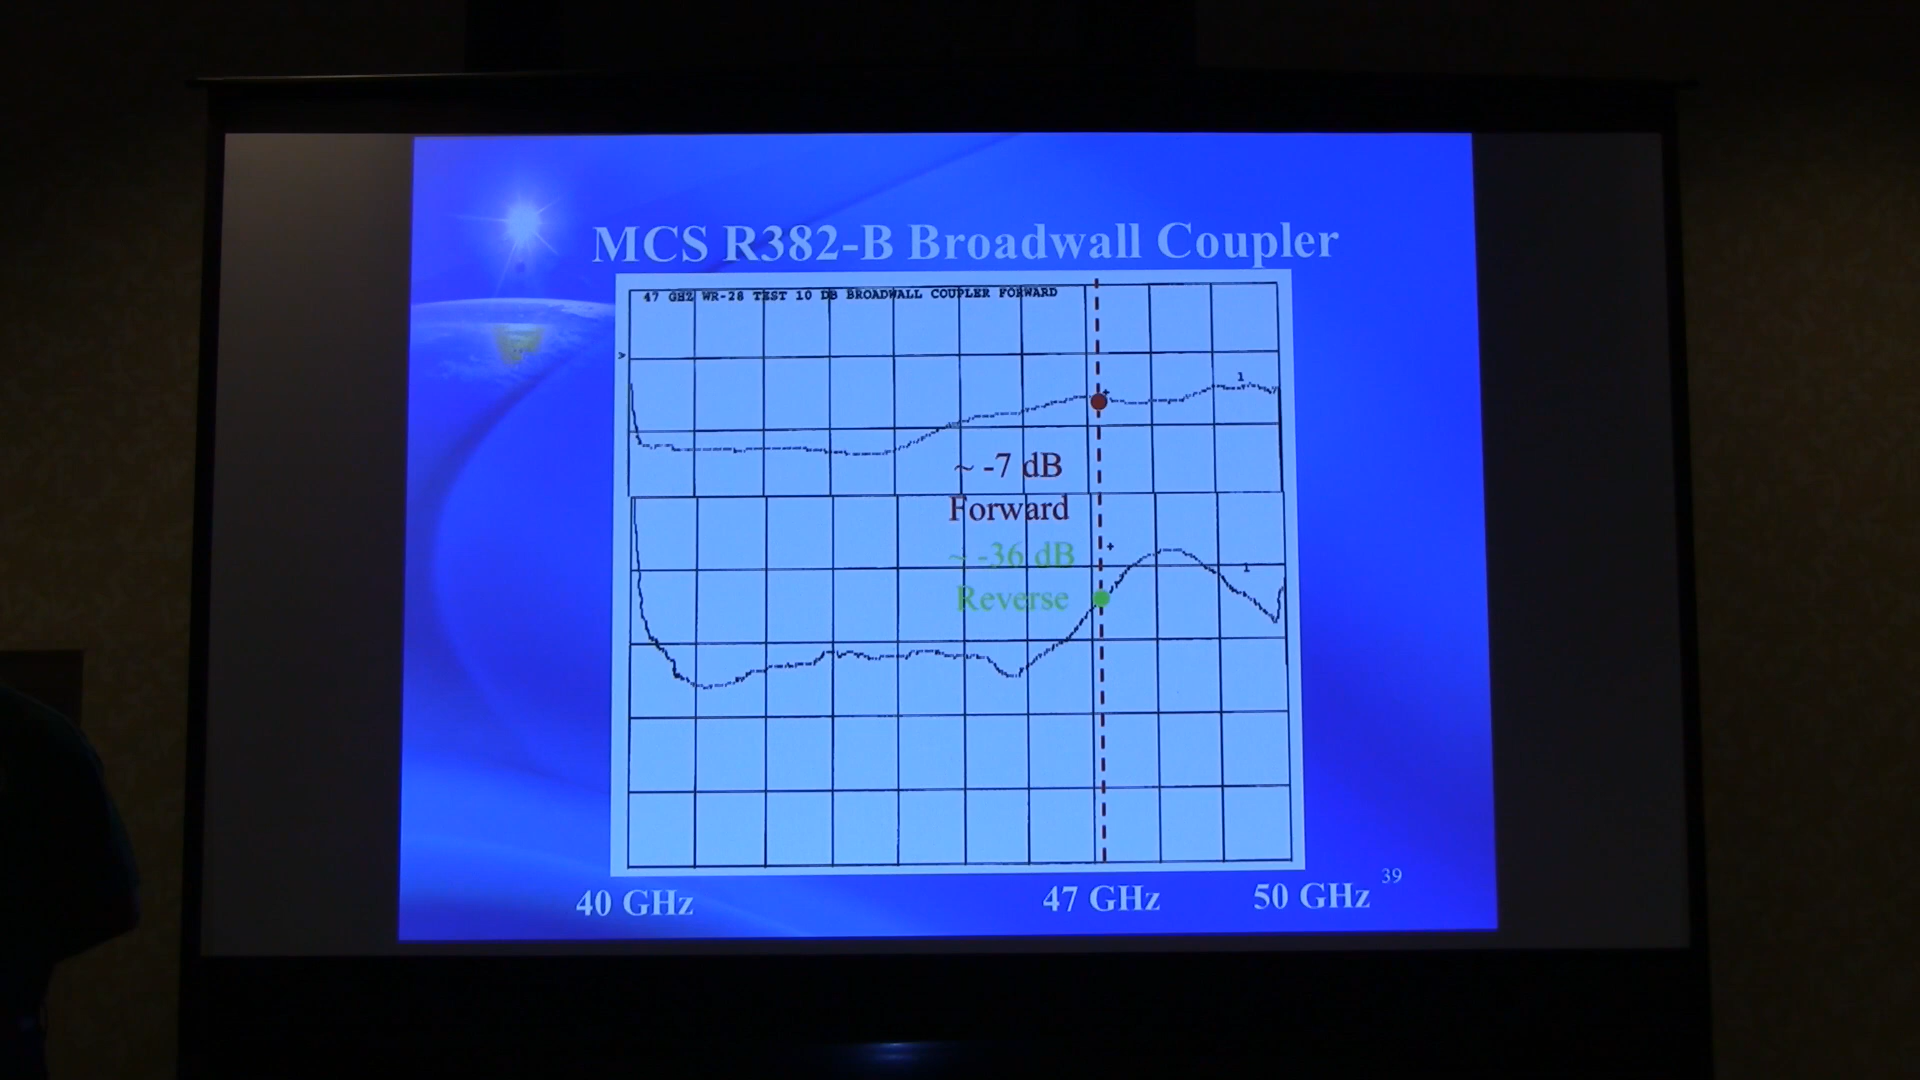 MCS R382-B Broadwall Coupler
47 GHZ WR-28 TEST 10 DB BROADWALL COUPLER FORWARD
>
1
~ -7 dB
Forward
~ -36 dB
Reverse
1
40 GHz
47 GHz
50 GHz
39